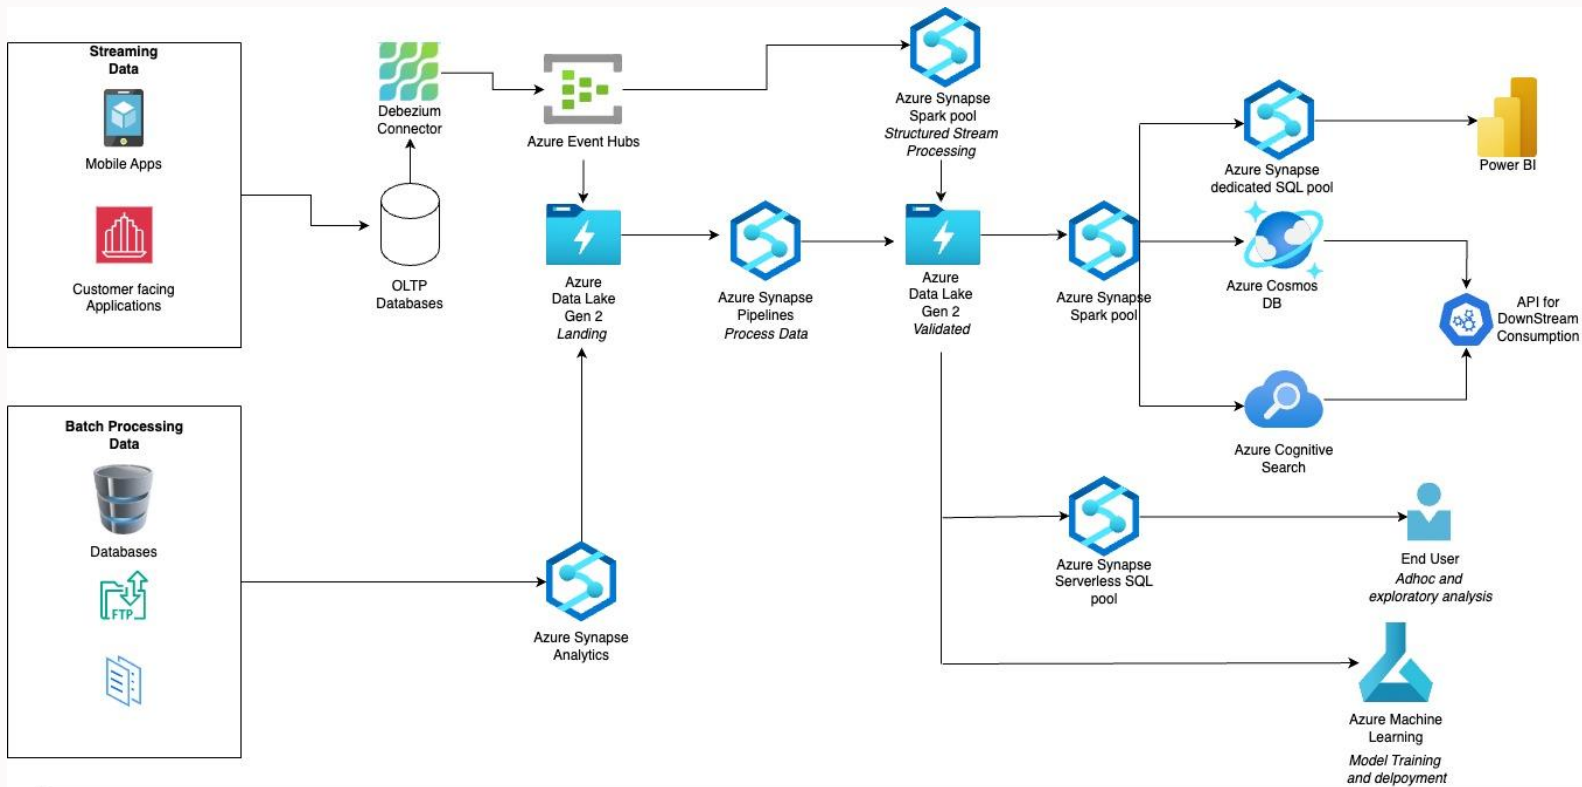 Streaming
Data
Mobile Apps
Customer facing
Applications
Debezium
Connector
OLTP
Databases
Azure Event Hubs
Azure
Data Lake
Gen 2
Landing
Azure Synapse
Pipelines
Process Data
Azure Synapse
Spark pool
Structured Stream
Processing
Azure
Data Lake
Gen 2
Validated
Azure Synapse
Spark pool
Azure Synapse
dedicated SQL pool
Power BI
Azure Cosmos
DB
API for
DownStream
Consumption
Azure Cognitive
Search
Batch Processing
Data
Databases
FTP
Azure Synapse
Analytics
Azure Synapse
Serverless SQL
pool
End User
Adhoc and
exploratory analysis
Azure Machine
Learning
Model Training
and delpoyment